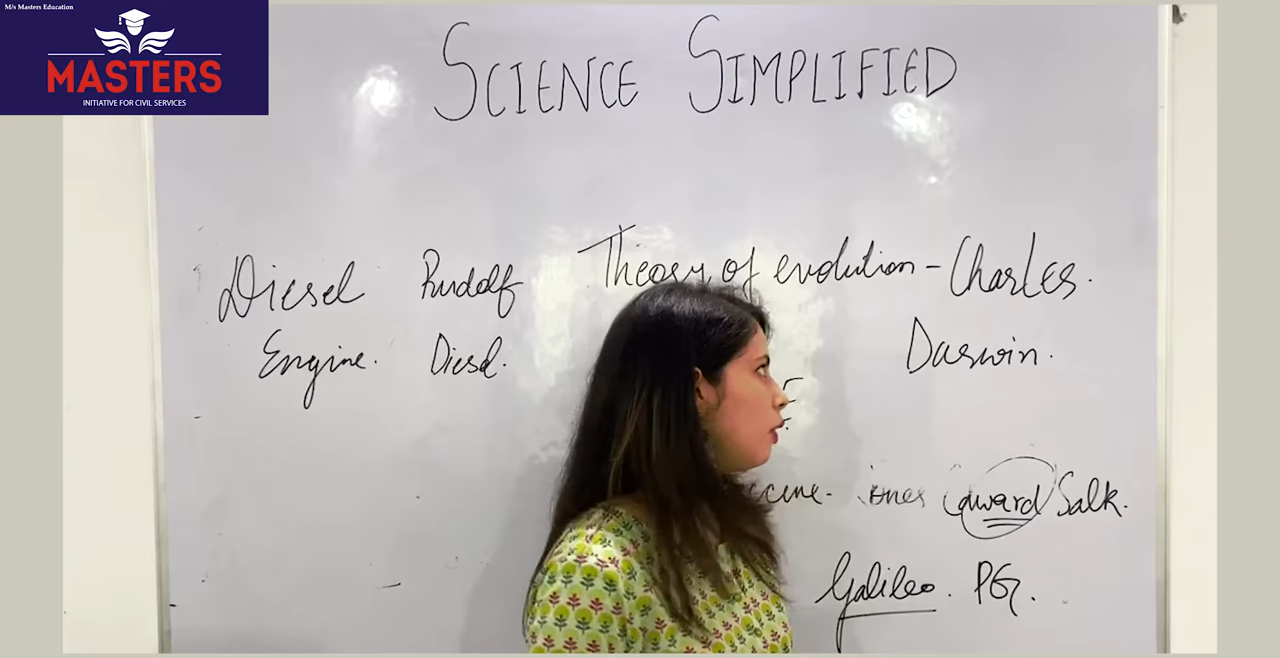 M/s Masters Education
MASTERS
INITIATIVE FOR CIVIL SERVICES
SCIENCE SIMPLIFIED
Diesel Rudolf
Engine. Diesel.
Theory of evolution - Charles.
Darwin.
Salk.
Galileo. PG.